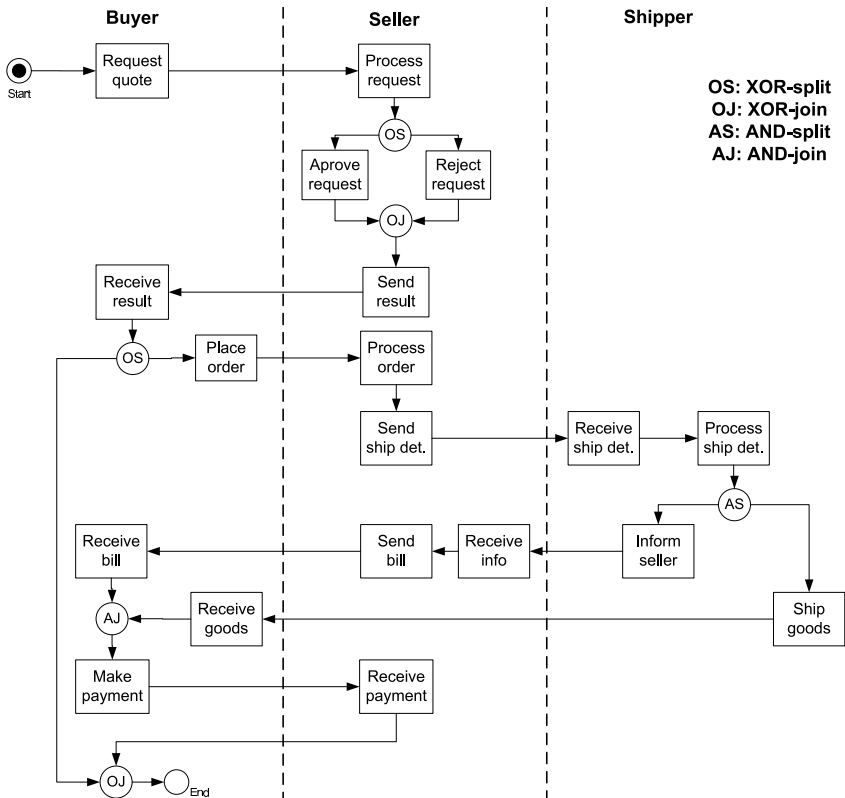 Buyer
Seller
Shipper
Request
quote
Process
request
Start
OS: XOR-split
OJ: XOR-join
AS: AND-split
AJ: AND-join
OS
Aprove
request
Reject
request
OJ
Receive
result
Send
result
OS
Place
order
Process
order
Send
ship det.
Receive
ship det.
Process
ship det.
AS
Receive
bill
Send
bill
Receive
info
Inform
seller
AJ
Receive
goods
Ship
goods
Make
payment
Receive
payment
OJ
End